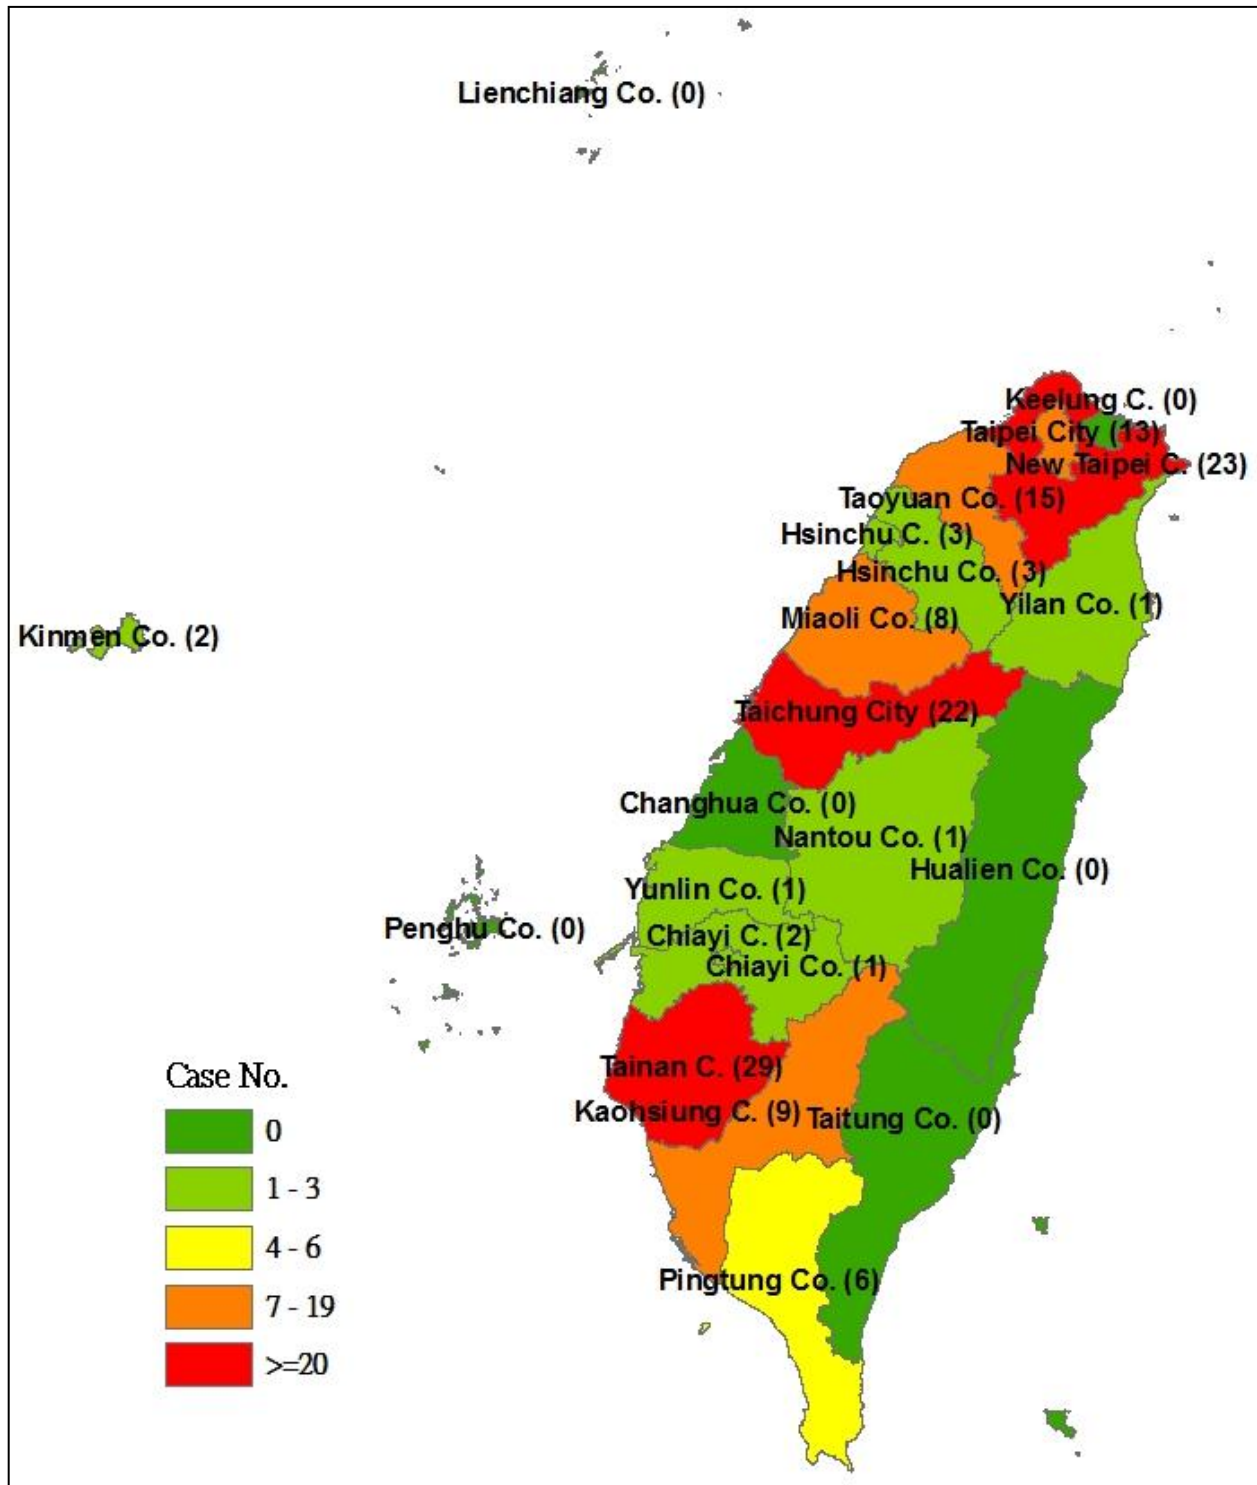 Lienchiang Co. (0)
Keelung C. (0)
Taipei City (13)
New Taipei C. (23)
Taoyuan Co. (15)
Hsinchu C. (3)
Hsinchu Co. (3)
Yilan Co. (1)
Miaoli Co. (8)
Kinmen Co. (2)
Taichung City (22)
Changhua Co. (0)
Nantou Co. (1)
Hualien Co. (0)
Yunlin Co. (1)
Penghu Co. (0)
Chiayi C. (2)
Chiayi Co. (1)
Tainan C. (29)
Kaohsiung C. (9)
Taitung Co. (0)
Pingtung Co. (6)
Case No.
0
1 - 3
4 - 6
7 - 19
>=20